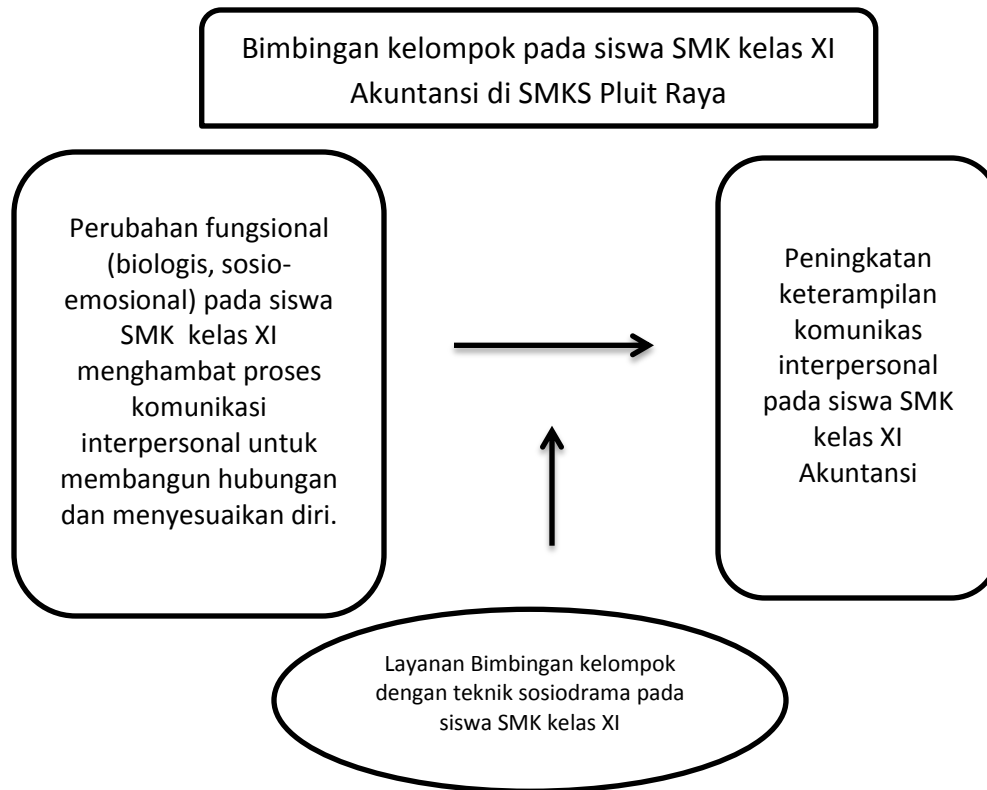 Bimbingan kelompok pada siswa SMK kelas XI
Akuntansi di SMKS Pluit Raya
Perubahan fungsional
(biologis, sosio-
emosional) pada siswa
SMK kelas XI
menghambat proses
komunikasi
interpersonal untuk
membangun hubungan
dan menyesuaikan diri.
Peningkatan
keterampilan
komunikas
interpersonal
pada siswa SMK
kelas XI
Akuntansi
Layanan Bimbingan kelompok
dengan teknik sosiodrama pada
siswa SMK kelas XI